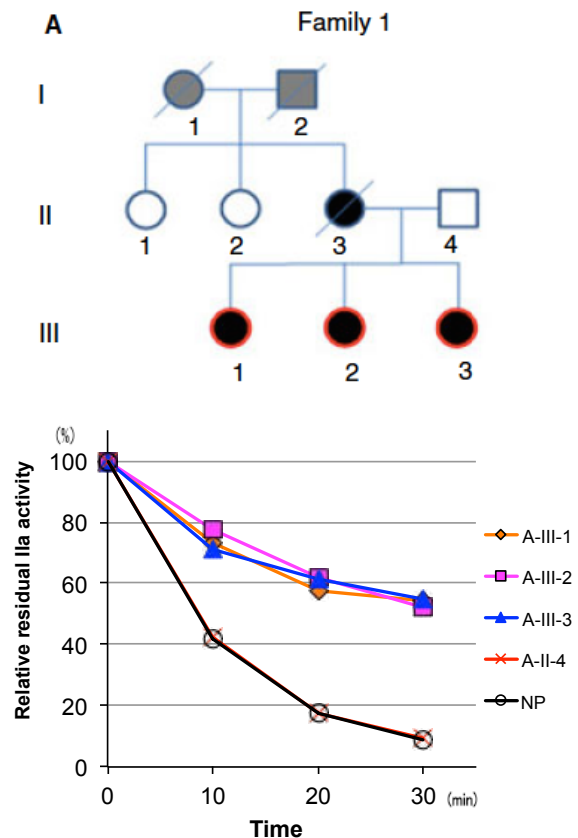 A
Family 1
I
1
2
II
1
2
3
4
III
1
2
3
(%)
100
80
60
40
20
0
Relative residual IIa activity
0
10
20
30
(min)
Time
A-III-1
A-III-2
A-III-3
A-II-4
NP